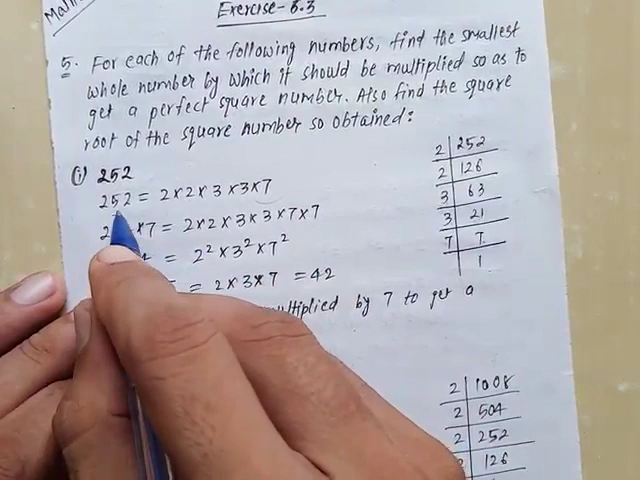 Exercise-6.3
5. For each of the following numbers, find the smallest
whole number by which it should be multiplied so as to
get a perfect square number. Also find the square
root of the square number so obtained:
(i) 252
252 = 2×2×3×3×7
×7 = 2×2×3×3×7×7
= 2² × 3² × 7²
= 2×3×7 = 42
multiplied by 7 to get a
2 | 252
2 | 126
3 | 63
3 | 21
7 | 7
1
2 | 1008
2 | 504
2 | 252
2 | 126